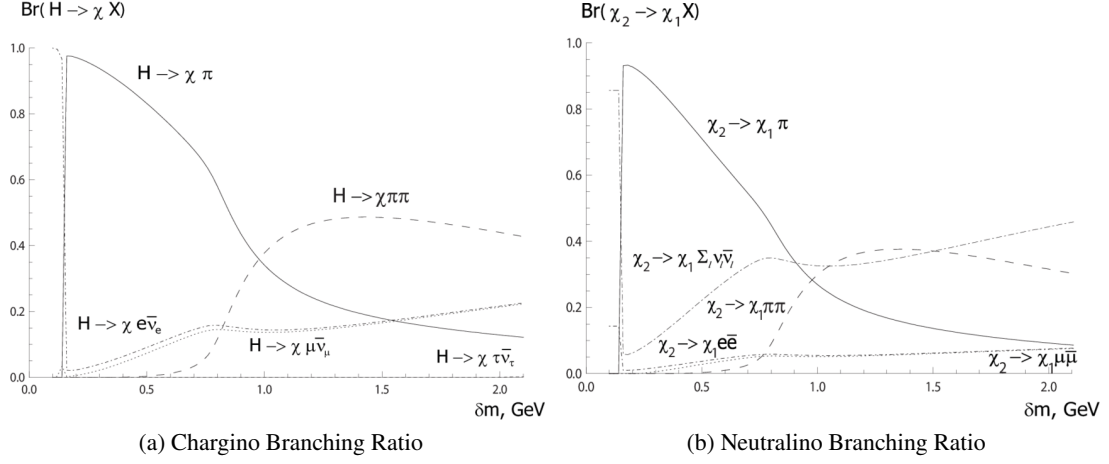 Br( H −> χ X )
1.0
0.8
0.6
0.4
0.2
0.0
0.0 0.5 1.0 1.5 2.0
H −> χ π
H −> χππ
H −> χ eν̅ₑ
H −> χ μν̅_μ
H −> χ τν̅_τ
δm, GeV
(a) Chargino Branching Ratio
Br( χ₂ −> χ₁X )
1.0
0.8
0.6
0.4
0.2
0.0
0.0 0.5 1.0 1.5 2.0
χ₂ −> χ₁ π
χ₂ −> χ₁ Σₗ νₗν̅ₗ
χ₂ −> χ₁ππ
χ₂ −> χ₁ee̅
χ₂ −> χ₁μμ̅
δm, GeV
(b) Neutralino Branching Ratio